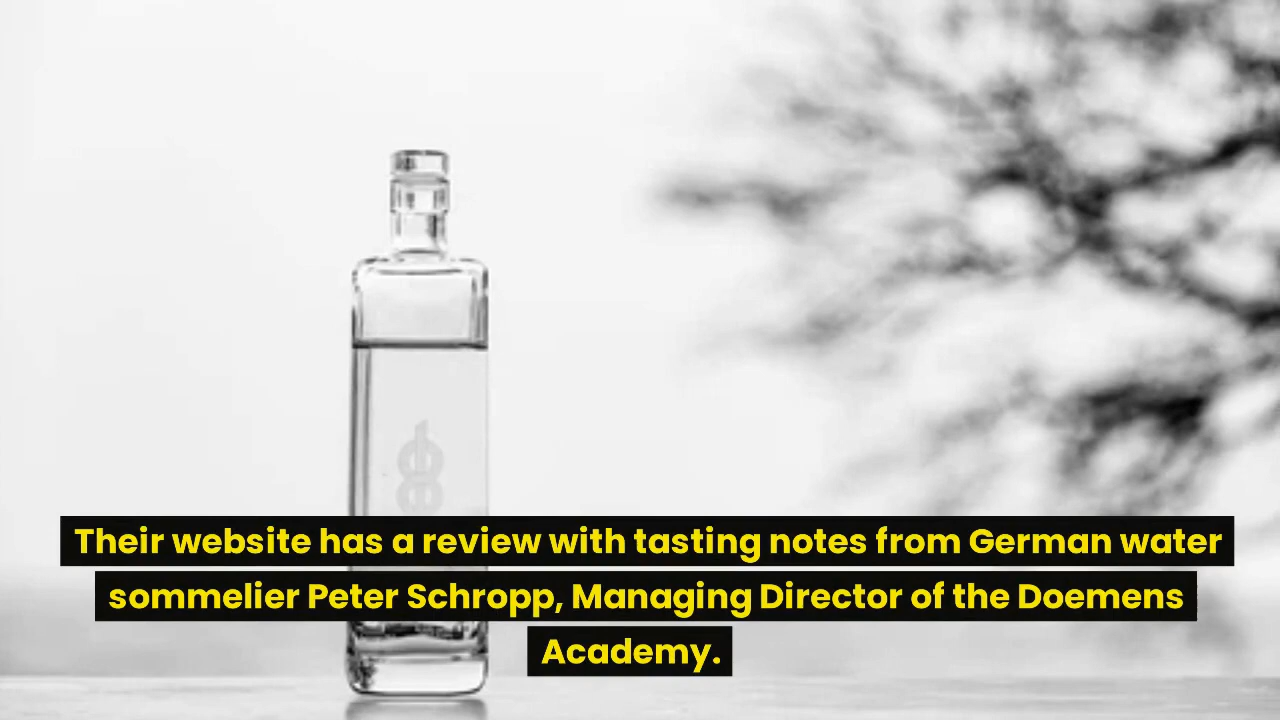 Their website has a review with tasting notes from German water
sommelier Peter Schropp, Managing Director of the Doemens
Academy.